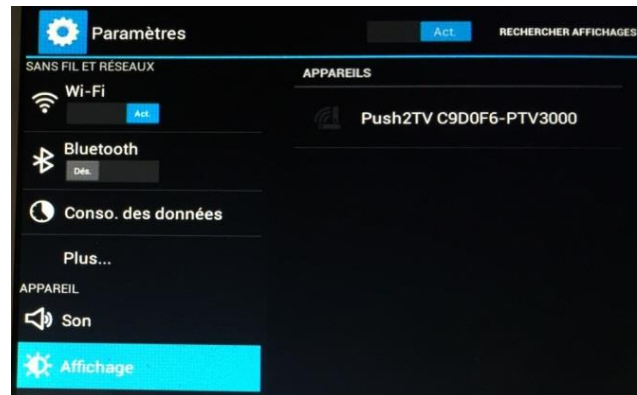 Paramètres
Act.
RECHERCHER AFFICHAGES
SANS FIL ET RÉSEAUX
Wi-Fi
Act.
Bluetooth
Dés.
Conso. des données
Plus...
APPAREIL
Son
Affichage
APPAREILS
Push2TV C9D0F6-PTV3000